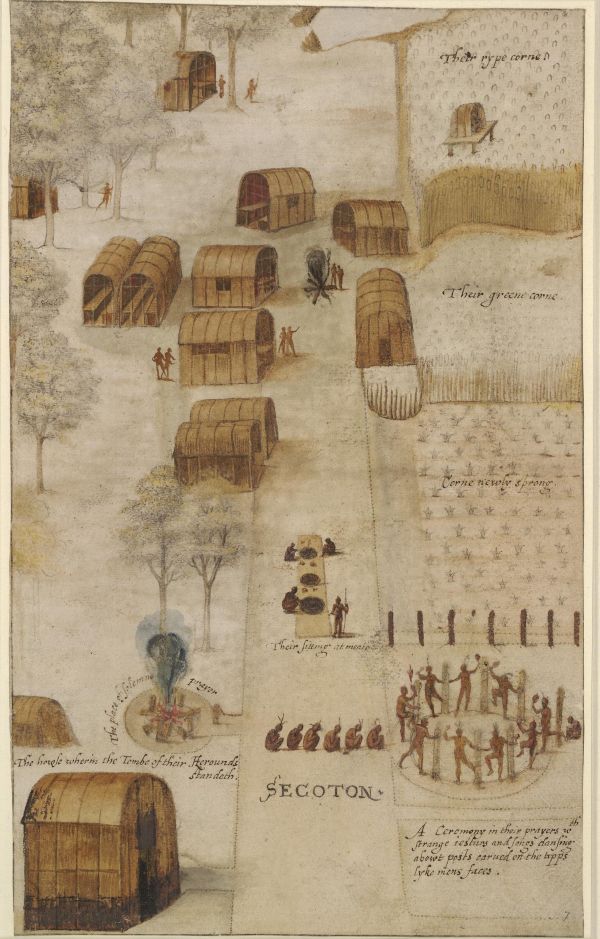 Their rype corne.
Their greene corne
Corne newly sprong.
Their sitting at meate
The place of solemne prayer
The howse wherin the Tombe of their Herounds
standeth.
SECOTON.
A Ceremony in their prayers wth
strange iesturs and songs dansing
abowt posts carued on the topps
lyke mens faces.
7